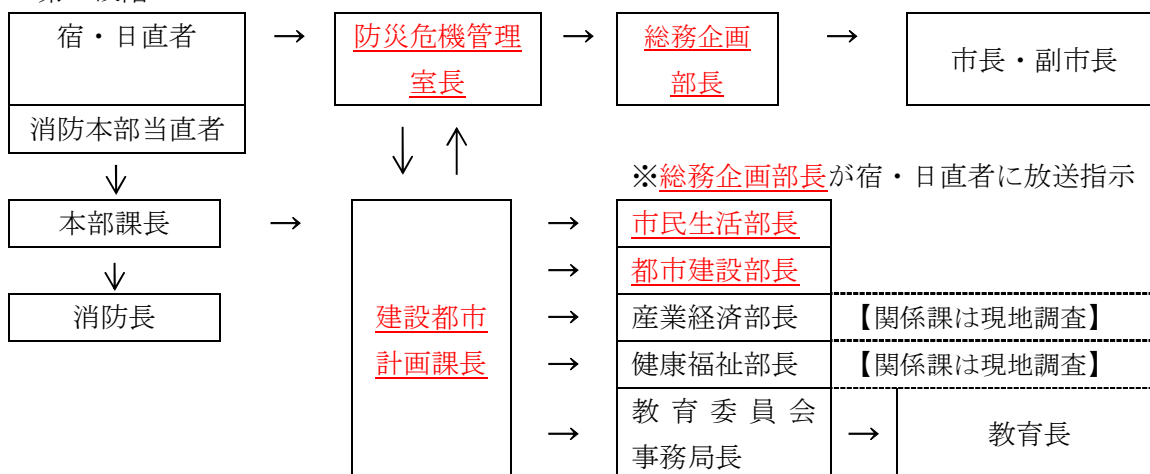 宿・日直者 → 防災危機管理室長 → 総務企画部長 → 市長・副市長
消防本部当直者
↓ ↓ ↑
※総務企画部長が宿・日直者に放送指示
本部課長 → 建設都市計画課長 → 市民生活部長
↓ → 都市建設部長
消防長 → 産業経済部長 【関係課は現地調査】
→ 健康福祉部長 【関係課は現地調査】
→ 教育委員会事務局長 → 教育長